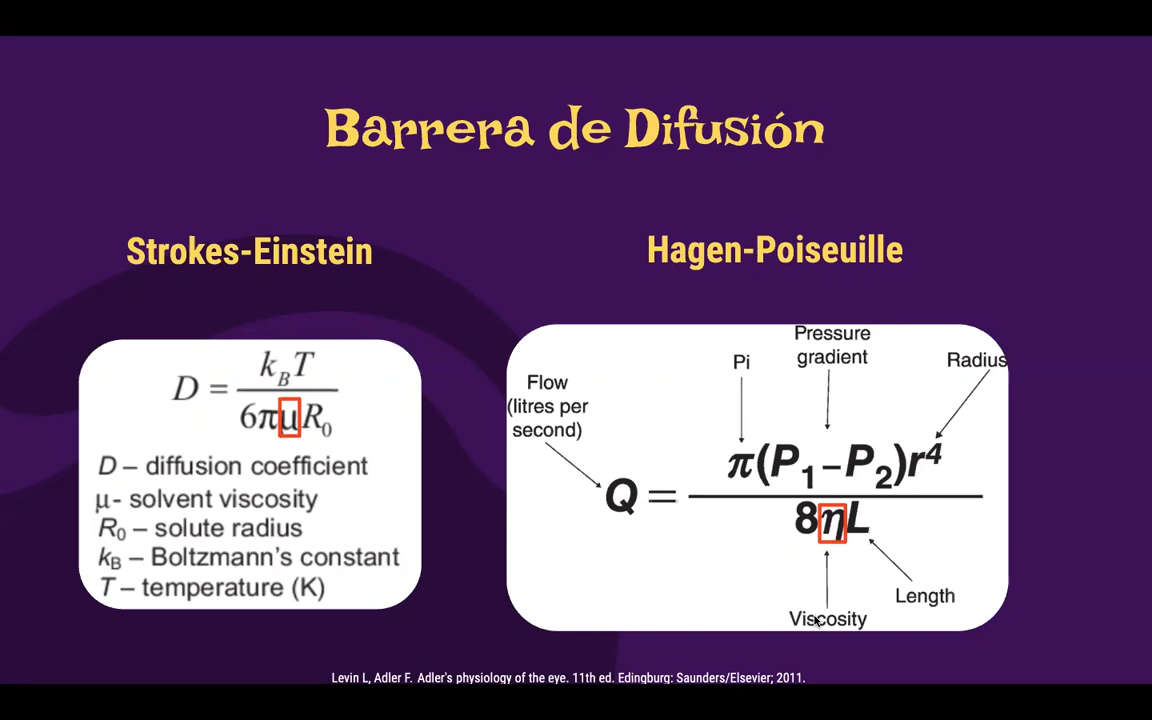 Barrera de Difusión
Strokes-Einstein
D = k_B T / 6πμR₀
D – diffusion coefficient
μ- solvent viscosity
R₀ – solute radius
k_B – Boltzmann's constant
T – temperature (K)
Hagen-Poiseuille
Pressure
gradient
Pi
Radius
Flow
(litres per
second)
Q = π(P₁–P₂)r⁴ / 8ηL
Length
Viscosity
Levin L, Adler F. Adler's physiology of the eye. 11th ed. Edingburg: Saunders/Elsevier; 2011.